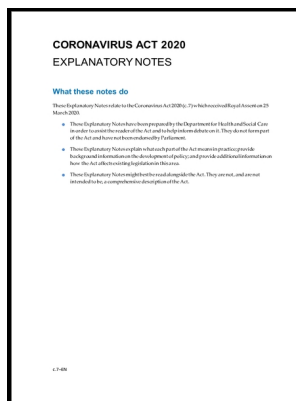 CORONAVIRUS ACT 2020
EXPLANATORY NOTES
What these notes do
These Explanatory Notes relate to the Coronavirus Act 2020 (c. 7) which received Royal Assent on 25
March 2020.
• These Explanatory Notes have been prepared by the Department for Health and Social Care
in order to assist the reader of the Act and to help inform debate on it. They do not form part
of the Act and have not been endorsed by Parliament.
• These Explanatory Notes explain what each part of the Act means in practice; provide
background information on the development of policy; and provide additional information on
how the Act affects existing legislation in this area.
• These Explanatory Notes might best be read alongside the Act. They are not, and are not
intended to be, a comprehensive description of the Act.
c. 7–EN